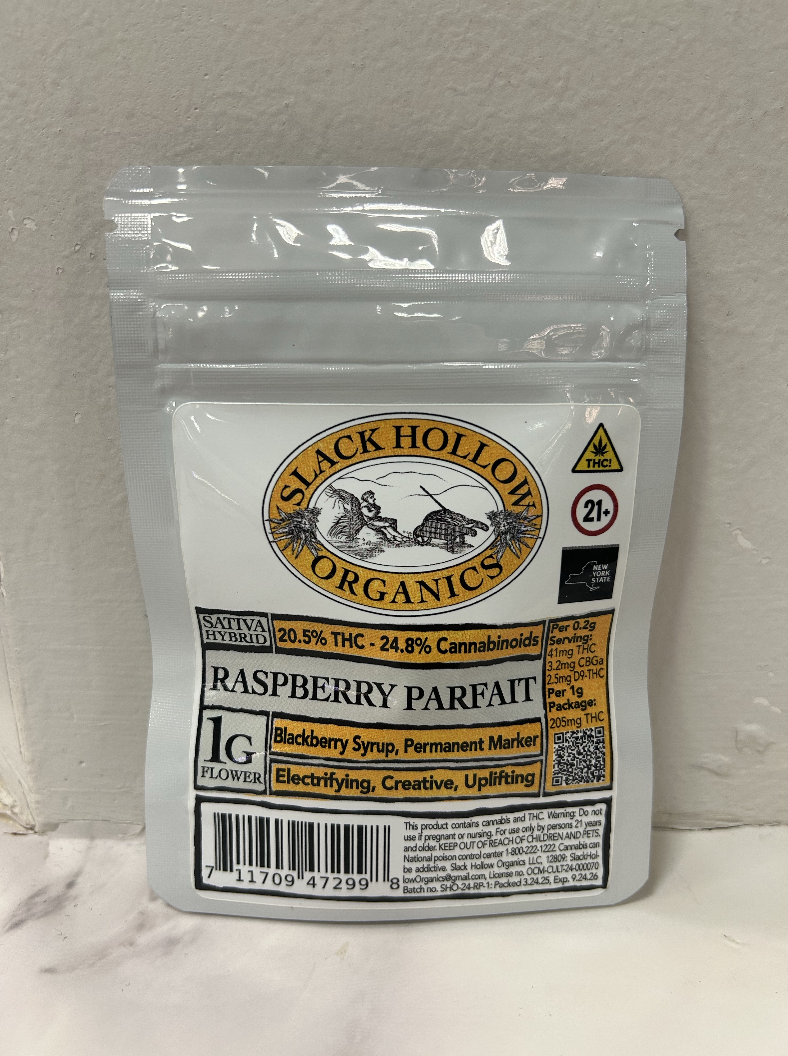 SLACK HOLLOW
ORGANICS
THC!
21+
NEW
YORK
STATE
SATIVA
HYBRID
20.5% THC - 24.8% Cannabinoids
RASPBERRY PARFAIT
1G
FLOWER
Blackberry Syrup, Permanent Marker
Electrifying, Creative, Uplifting
Per 0.2g
Serving:
41mg THC
3.2mg CBGa
2.5mg D9-THC
Per 1g
Package:
205mg THC
7 11709 47299 8
This product contains cannabis and THC. Warning: Do not
use if pregnant or nursing. For use only by persons 21 years
and older. KEEP OUT OF REACH OF CHILDREN AND PETS.
National poison control center 1-800-222-1222. Cannabis can
be addictive. Slack Hollow Organics LLC, 12809: SlackHol-
lowOrganics@gmail.com, License no. OCM-CULT-24-000070
Batch no. SHO-24-RP-1: Packed 3.24.25, Exp. 9.24.26